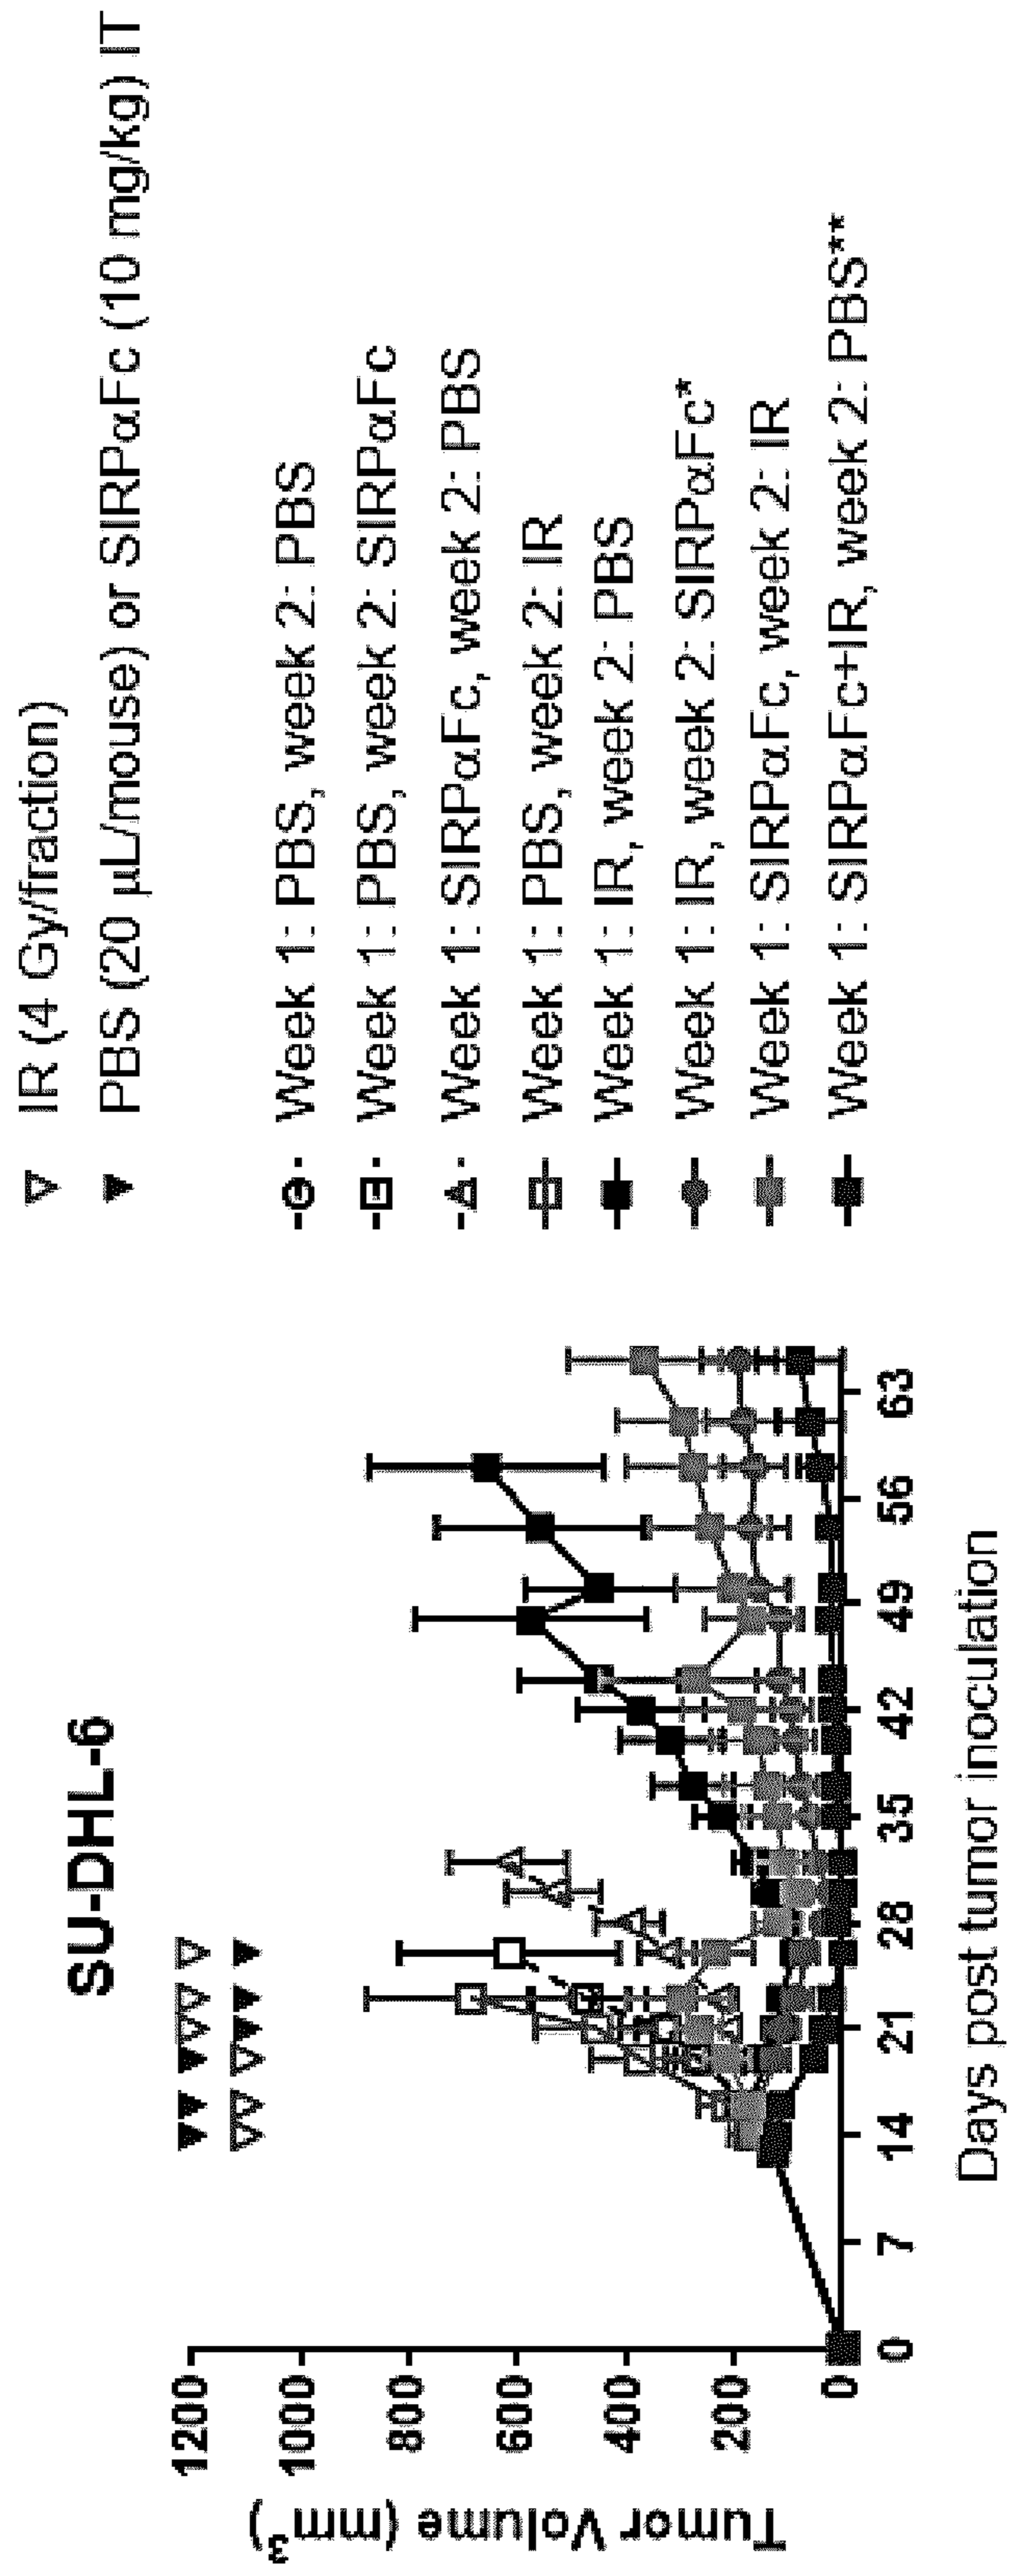 SU-DHL-6
Tumor Volume (mm³)
1200
1000
800
600
400
200
0
0 7 14 21 28 35 42 49 56 63
Days post tumor inoculation
IR (4 Gy/fraction)
PBS (20 µL/mouse) or SIRPαFc (10 mg/kg) IT
Week 1: PBS, week 2: PBS
Week 1: PBS, week 2: SIRPαFc
Week 1: SIRPαFc, week 2: PBS
Week 1: PBS, week 2: IR
Week 1: IR, week 2: PBS
Week 1: IR, week 2: SIRPαFc*
Week 1: SIRPαFc, week 2: IR
Week 1: SIRPαFc+IR, week 2: PBS**